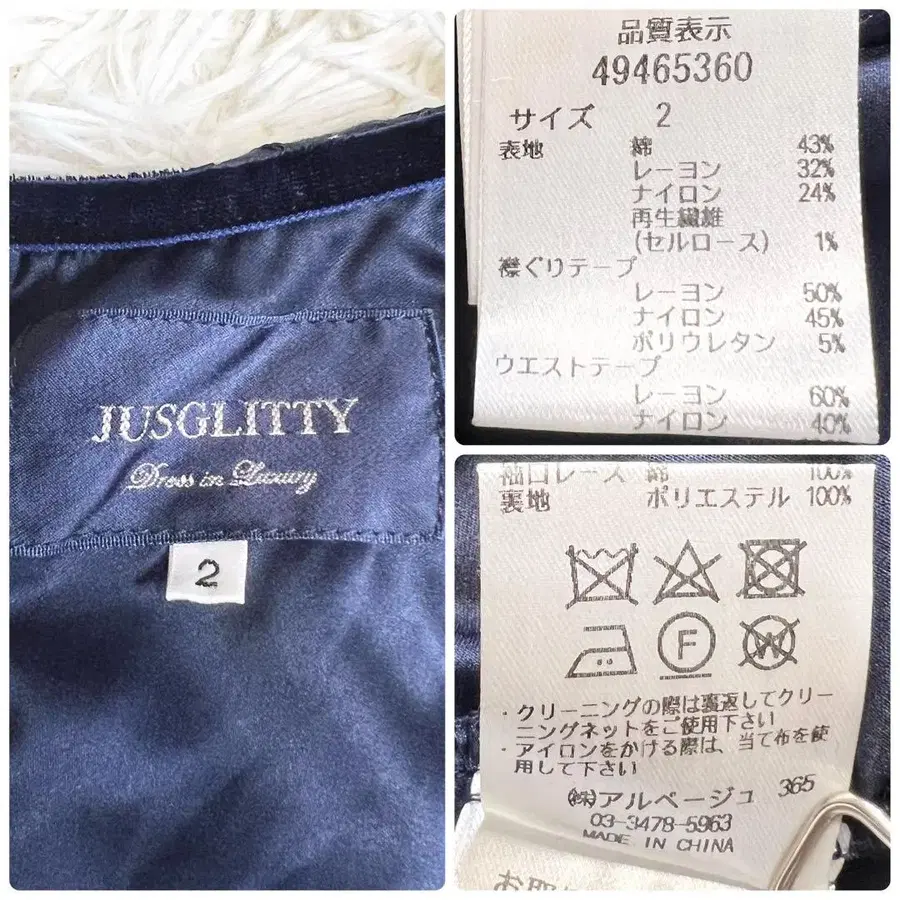 JUSGLITTY
Dress in Luxury
2
品質表示
49465360
サイズ 2
表地 綿 43%
レーヨン 32%
ナイロン 24%
再生繊維
(セルロース) 1%
襟ぐりテープ
レーヨン 50%
ナイロン 45%
ポリウレタン 5%
ウエストテープ
レーヨン 60%
ナイロン 40%
袖口レース 綿 100%
裏地 ポリエステル 100%
F
W
・クリーニングの際は裏返してクリー
ニングネットをご使用下さい
・アイロンをかける際は、当て布を使
用して下さい
㈱アルページュ 365
03-3478-5963
MADE IN CHINA
お取